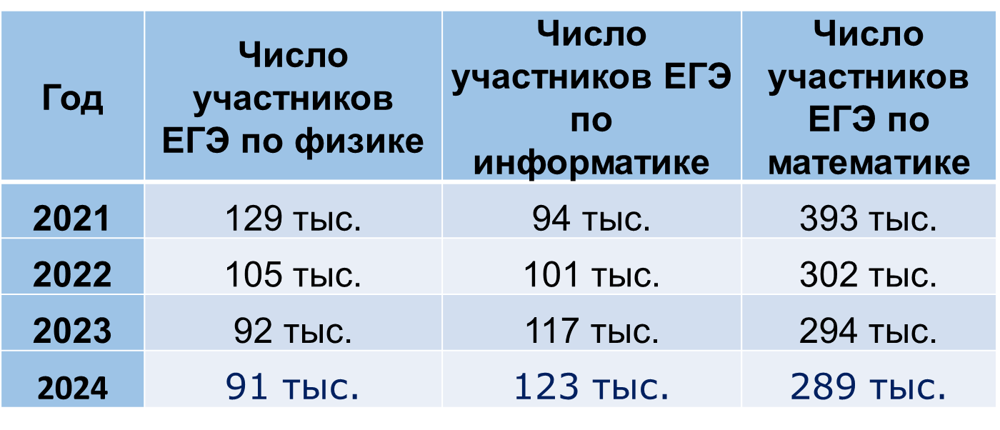 Год
Число
участников
ЕГЭ по физике
Число
участников ЕГЭ
по
информатике
Число
участников
ЕГЭ по
математике
2021 129 тыс. 94 тыс. 393 тыс.
2022 105 тыс. 101 тыс. 302 тыс.
2023 92 тыс. 117 тыс. 294 тыс.
2024 91 тыс. 123 тыс. 289 тыс.